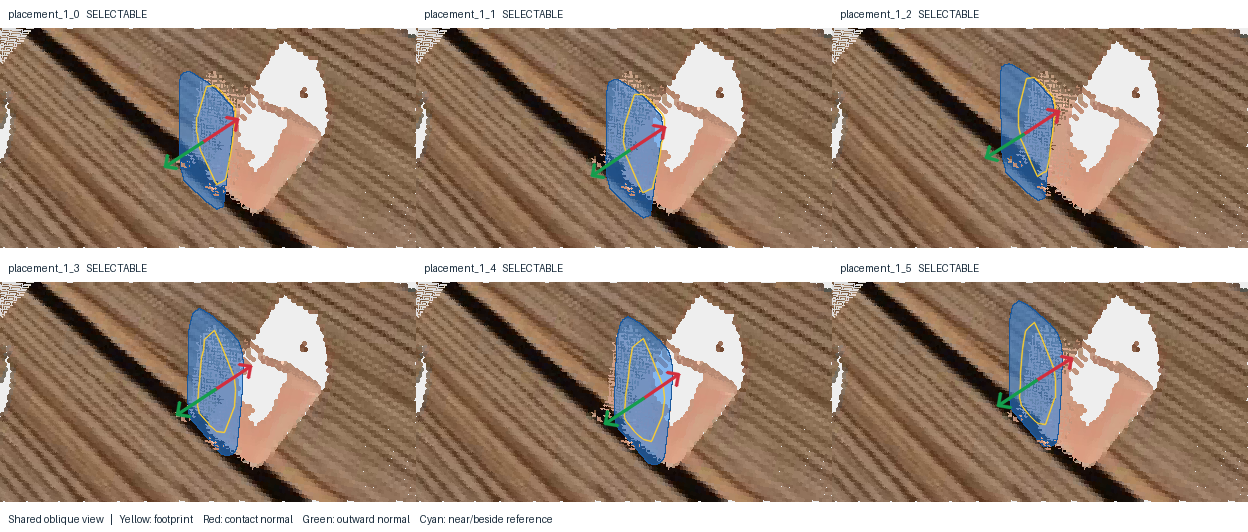 placement_1_0 SELECTABLE
placement_1_1 SELECTABLE
placement_1_2 SELECTABLE
placement_1_3 SELECTABLE
placement_1_4 SELECTABLE
placement_1_5 SELECTABLE
Shared oblique view | Yellow: footprint Red: contact normal Green: outward normal Cyan: near/beside reference